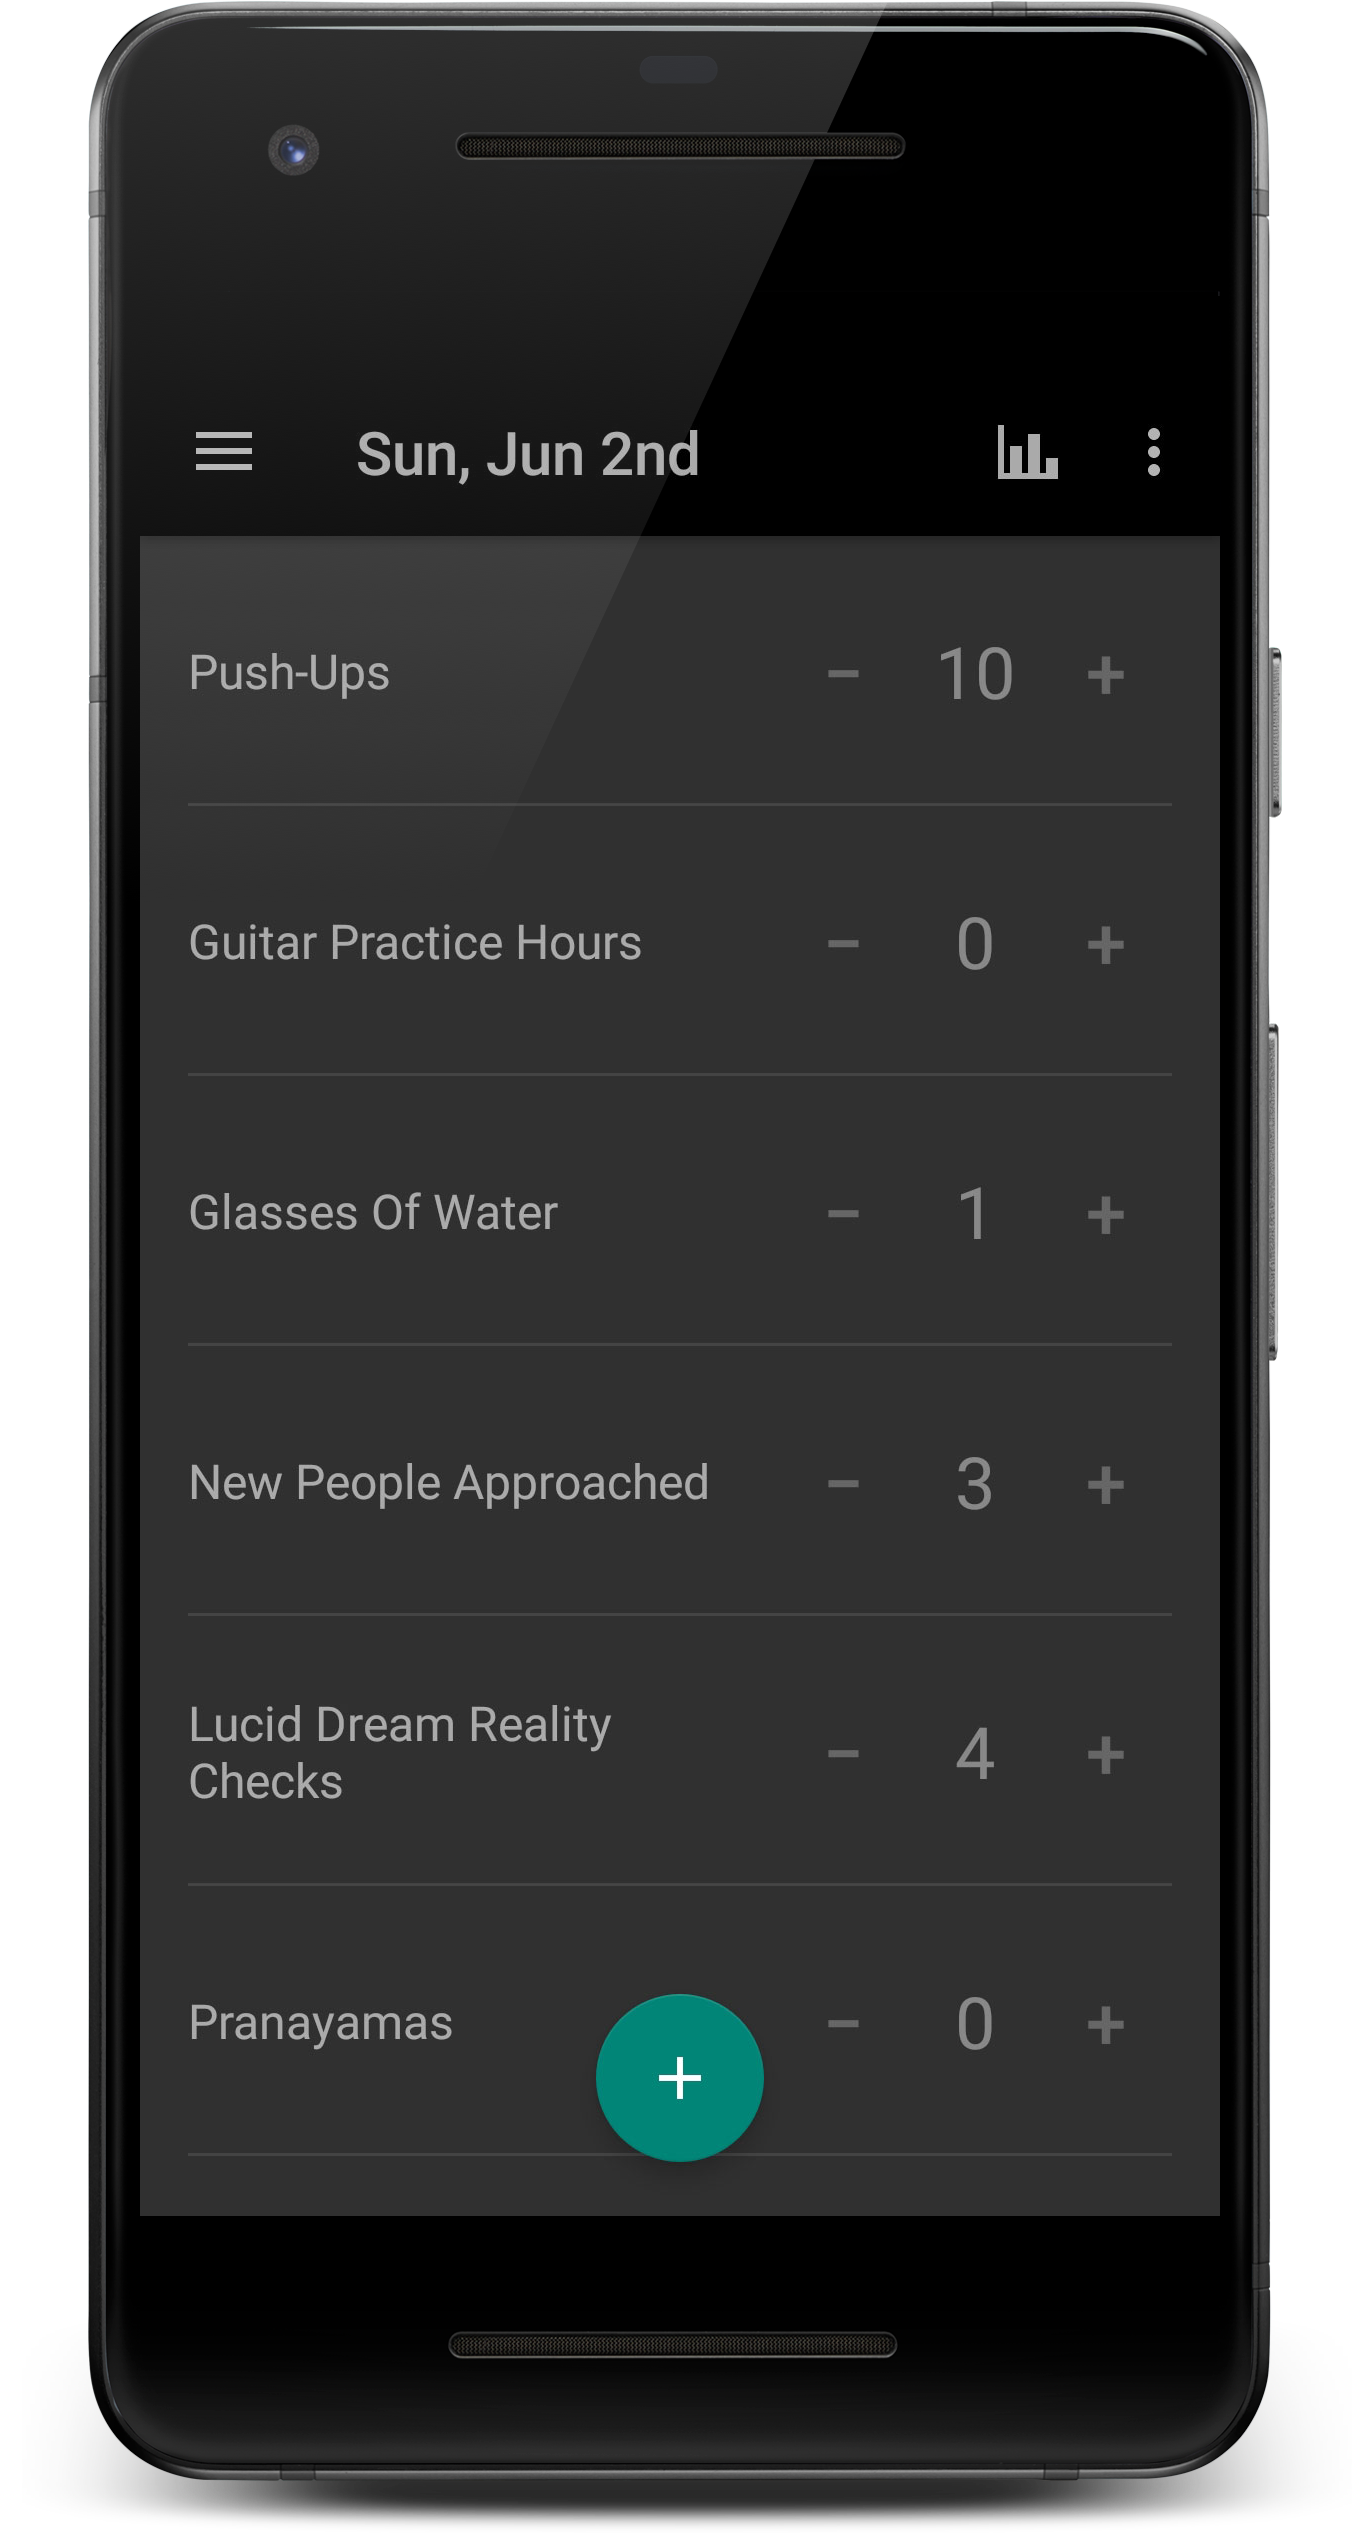 Sun, Jun 2nd
Push-Ups − 10 +
Guitar Practice Hours − 0 +
Glasses Of Water − 1 +
New People Approached − 3 +
Lucid Dream Reality
Checks − 4 +
Pranayamas − 0 +
+